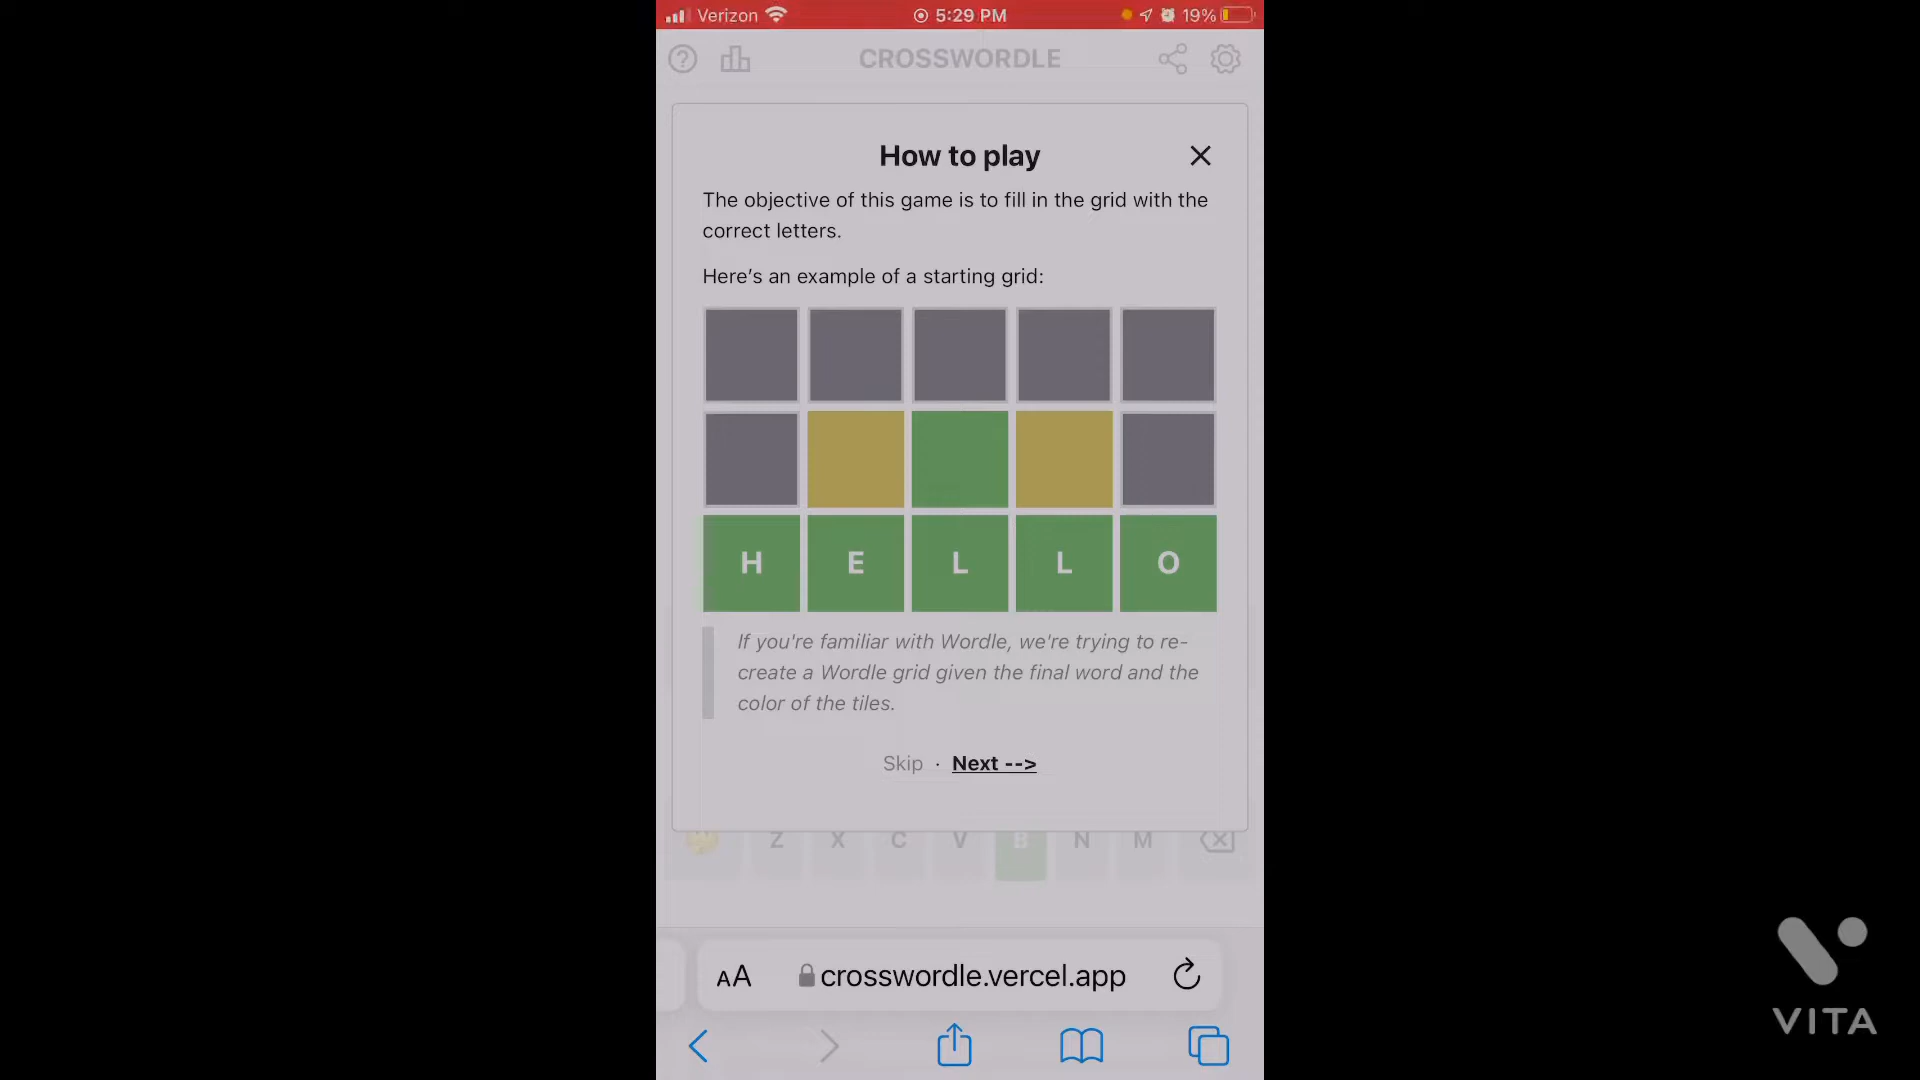 Verizon 5:29 PM 19%
CROSSWORDLE
How to play
The objective of this game is to fill in the grid with the
correct letters.
Here's an example of a starting grid:
H E L L O
If you're familiar with Wordle, we're trying to re-
create a Wordle grid given the final word and the
color of the tiles.
Skip · Next -->
Z X C V B N M
AA crosswordle.vercel.app
VITA